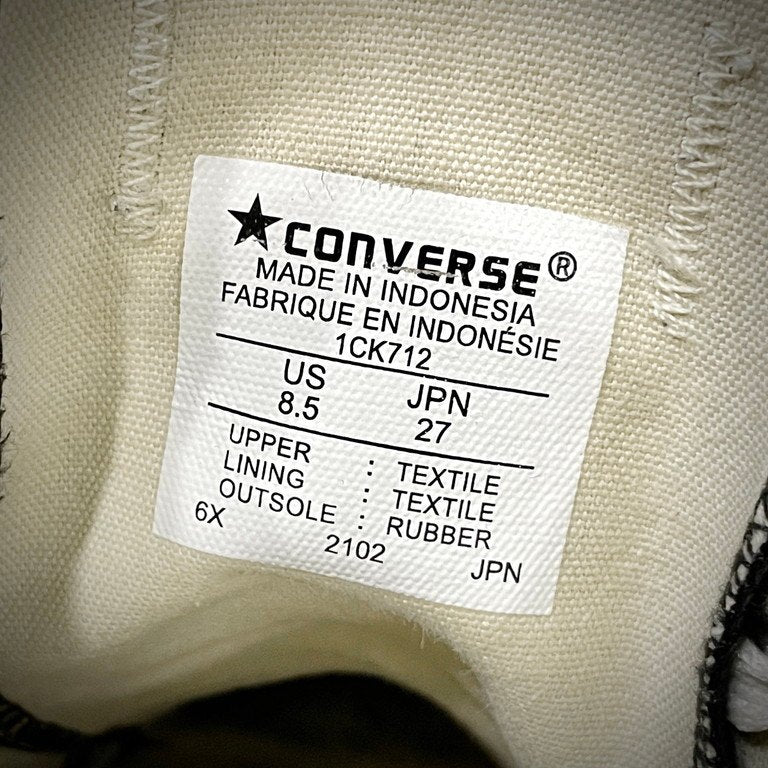 ★CONVERSE®
MADE IN INDONESIA
FABRIQUE EN INDONÉSIE
1CK712
US JPN
8.5 27
UPPER : TEXTILE
LINING : TEXTILE
OUTSOLE : RUBBER
6X 2102 JPN